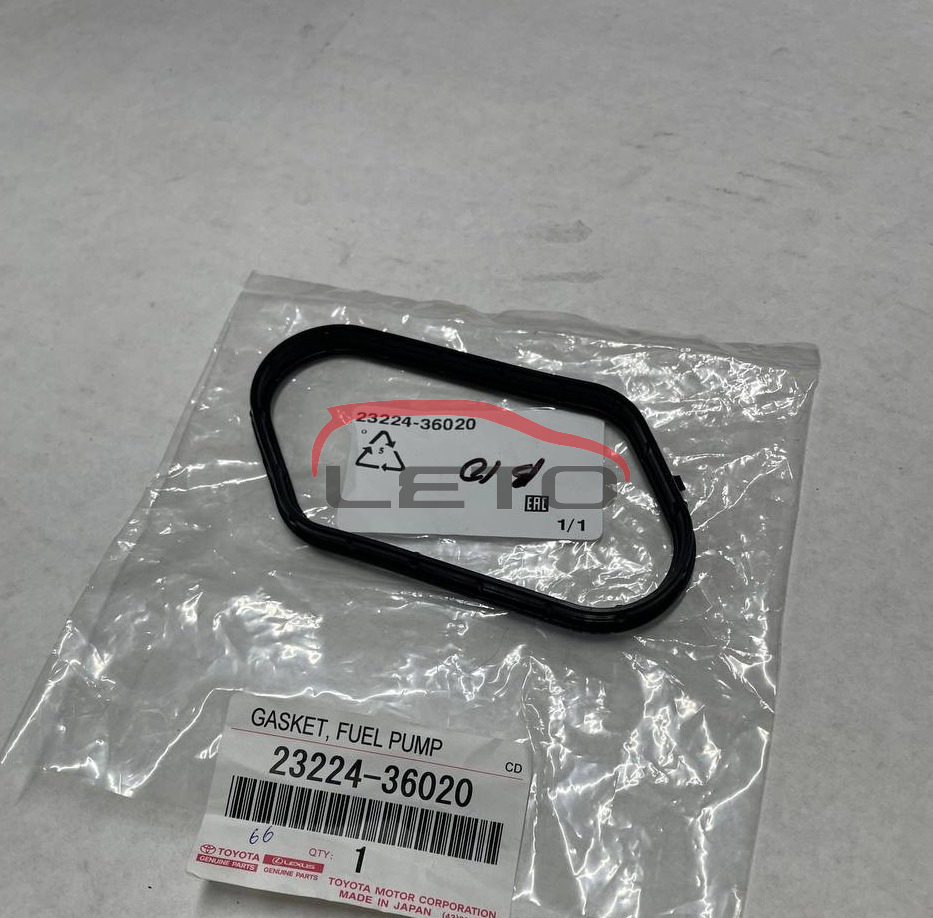 23224-36020
5
LETO
EAC
1/1
GASKET, FUEL PUMP
CD
23224-36020
66
TOYOTA
GENUINE PARTS
LEXUS
GENUINE PARTS
QTY: 1
TOYOTA MOTOR CORPORATION
MADE IN JAPAN